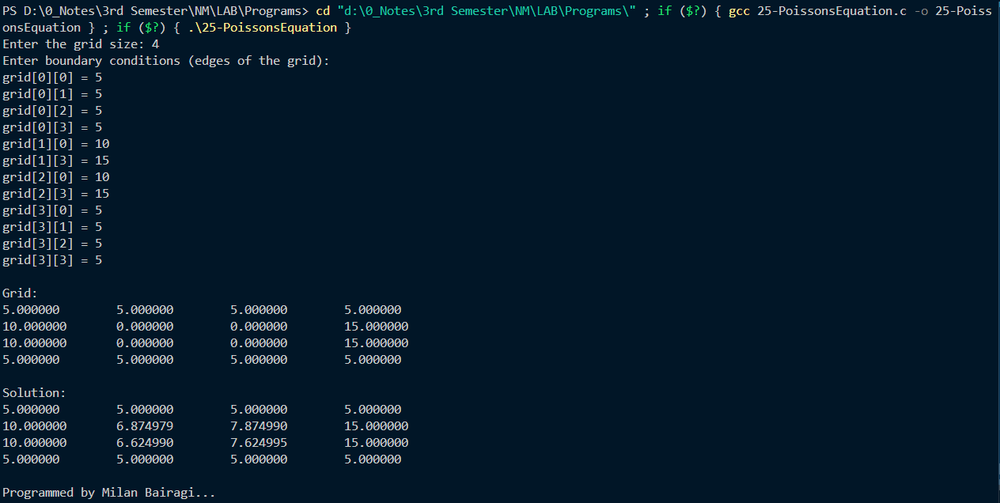 PS D:\0_Notes\3rd Semester\NM\LAB\Programs> cd "d:\0_Notes\3rd Semester\NM\LAB\Programs\" ; if ($?) { gcc 25-PoissonsEquation.c -o 25-Poiss
onsEquation } ; if ($?) { .\25-PoissonsEquation }
Enter the grid size: 4
Enter boundary conditions (edges of the grid):
grid[0][0] = 5
grid[0][1] = 5
grid[0][2] = 5
grid[0][3] = 5
grid[1][0] = 10
grid[1][3] = 15
grid[2][0] = 10
grid[2][3] = 15
grid[3][0] = 5
grid[3][1] = 5
grid[3][2] = 5
grid[3][3] = 5
Grid:
5.000000 5.000000 5.000000 5.000000
10.000000 0.000000 0.000000 15.000000
10.000000 0.000000 0.000000 15.000000
5.000000 5.000000 5.000000 5.000000
Solution:
5.000000 5.000000 5.000000 5.000000
10.000000 6.874979 7.874990 15.000000
10.000000 6.624990 7.624995 15.000000
5.000000 5.000000 5.000000 5.000000
Programmed by Milan Bairagi...